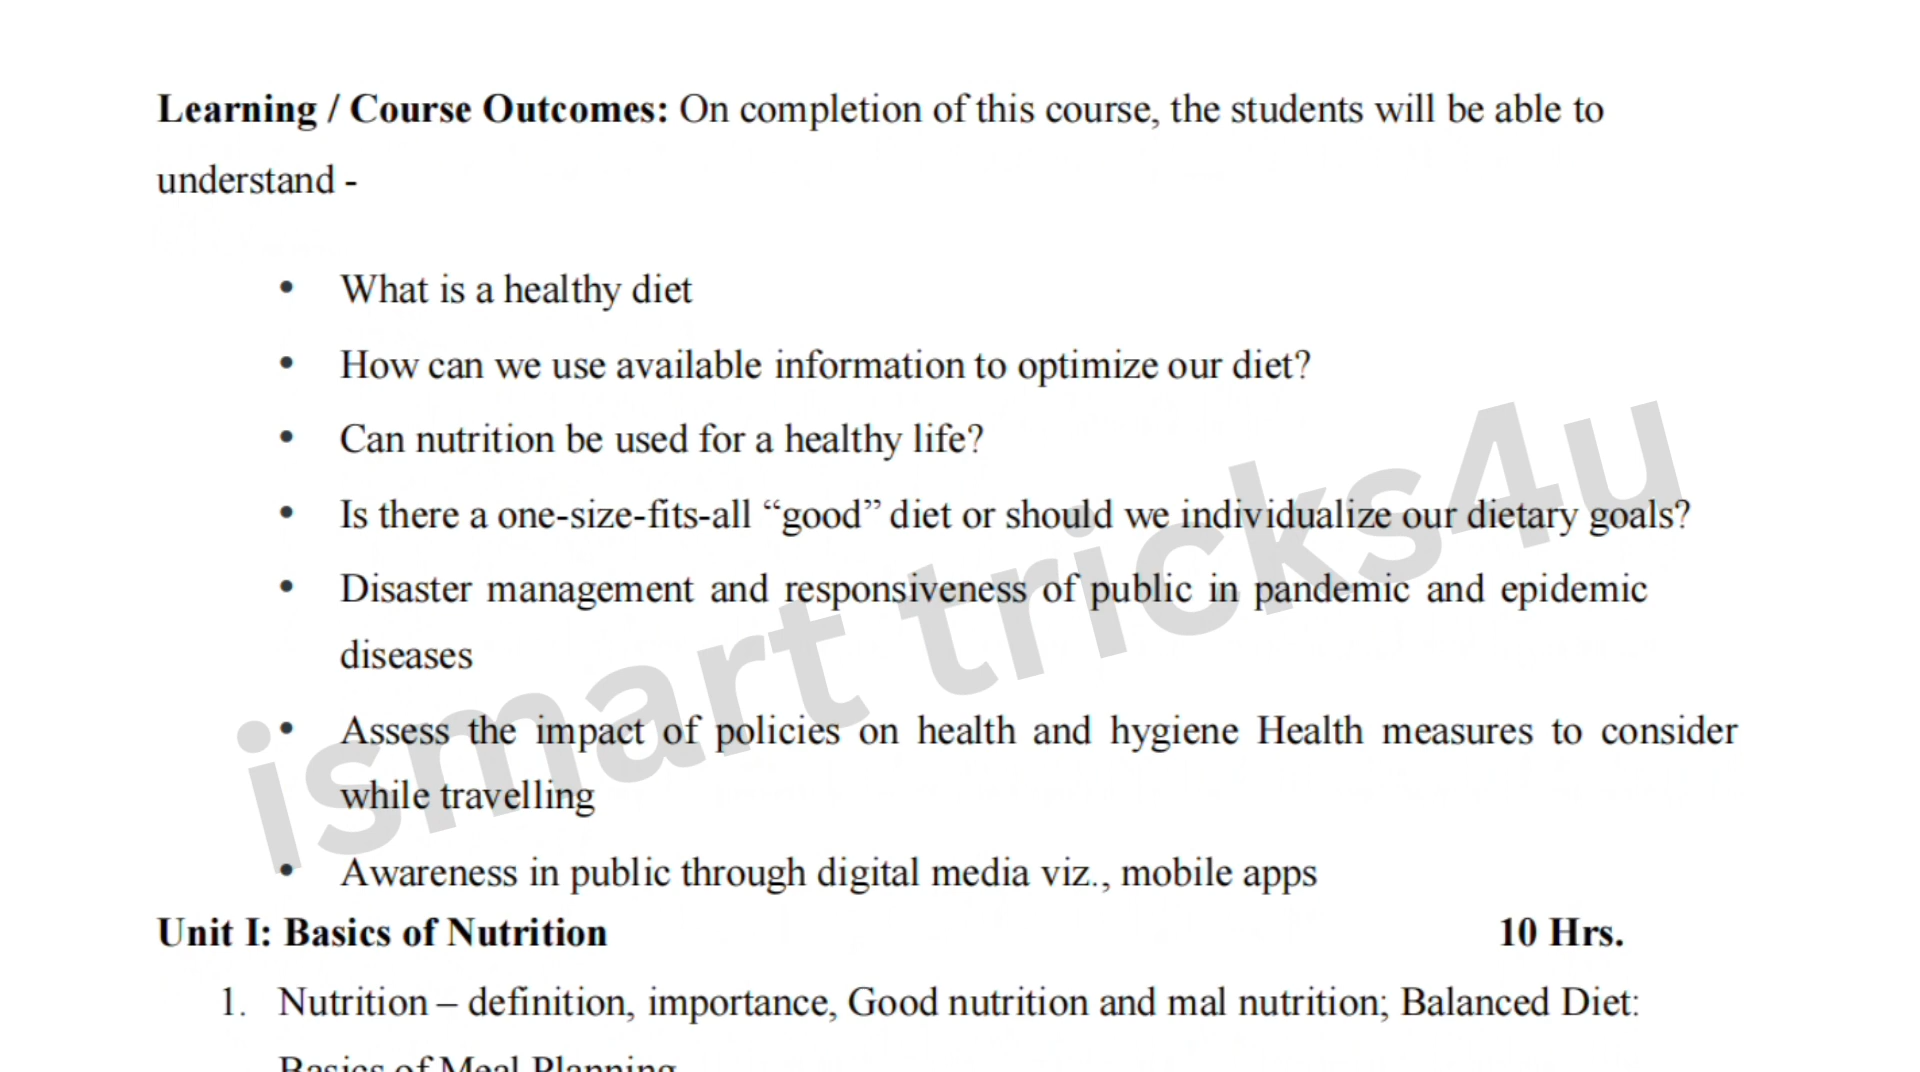 Learning / Course Outcomes: On completion of this course, the students will be able to
understand -
• What is a healthy diet
• How can we use available information to optimize our diet?
• Can nutrition be used for a healthy life?
• Is there a one-size-fits-all “good” diet or should we individualize our dietary goals?
• Disaster management and responsiveness of public in pandemic and epidemic
diseases
• Assess the impact of policies on health and hygiene Health measures to consider
while travelling
• Awareness in public through digital media viz., mobile apps
Unit I: Basics of Nutrition 10 Hrs.
1. Nutrition – definition, importance, Good nutrition and mal nutrition; Balanced Diet:
Basics of Meal Planning
ismart tricks4u